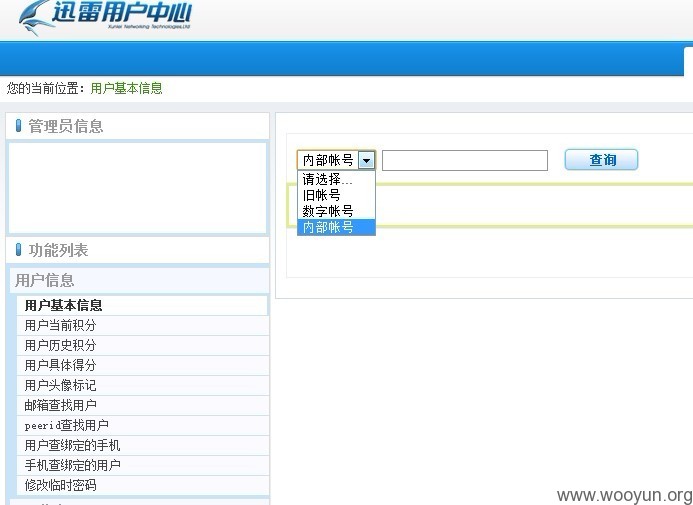 迅雷用户中心
Xunlei Networking Technologies,Ltd
您的当前位置：用户基本信息
管理员信息
功能列表
用户信息
用户基本信息
用户当前积分
用户历史积分
用户具体得分
用户头像标记
邮箱查找用户
peerid查找用户
用户查绑定的手机
手机查绑定的用户
修改临时密码
内部帐号
查询
请选择...
旧帐号
数字帐号
内部帐号
www.wooyun.org